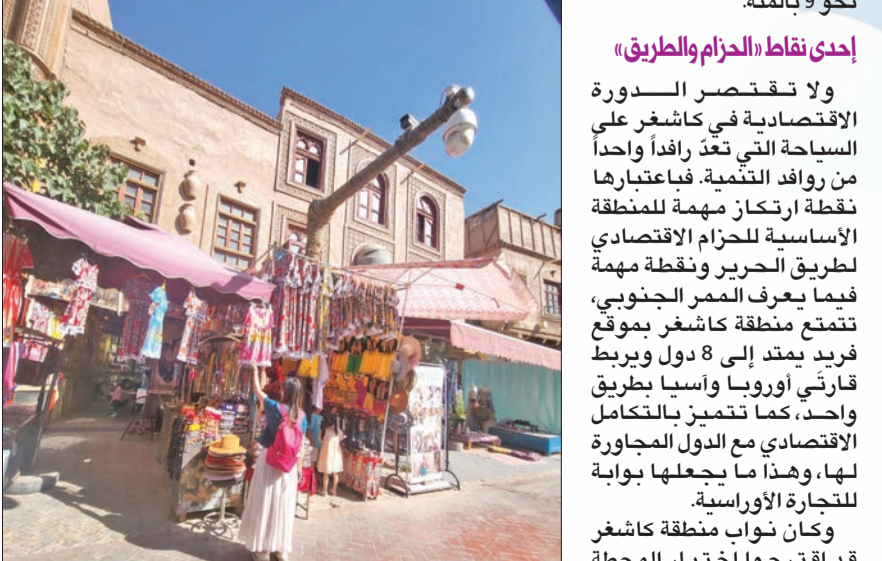 نحو 9 بالمئة.
إحدى نقاط «الحزام والطريق»
ولا تقتصر الدورة
الاقتصادية في كاشغر على
السياحة التي تعدّ رافداً واحداً
من روافد التنمية. فباعتبارها
نقطة ارتكاز مهمة للمنطقة
الأساسية للحزام الاقتصادي
لطريق الحرير ونقطة مهمة
فيما يعرف الممر الجنوبي،
تتمتع منطقة كاشغر بموقع
فريد يمتد إلى 8 دول ويربط
قارتَي أوروبا وآسيا بطريق
واحد، كما تتميز بالتكامل
الاقتصادي مع الدول المجاورة
لها، وهذا ما يجعلها بوابة
للتجارة الأوراسية.
وكان نواب منطقة كاشغر